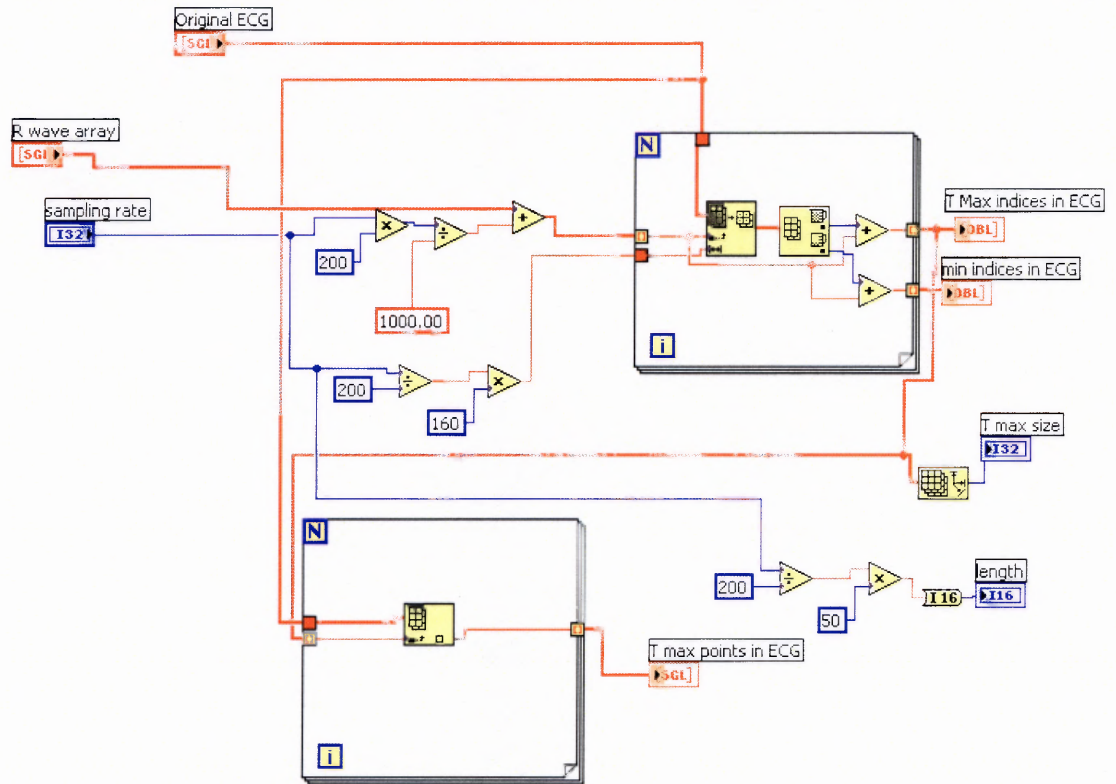 Original ECG
[SGL
R wave array
[SGL
sampling rate
I32
200
1000.00
200
160
N
i
T Max indices in ECG
DBL]
min indices in ECG
DBL]
T max size
I32
N
i
200
50
I16
length
I16
T max points in ECG
SGL]